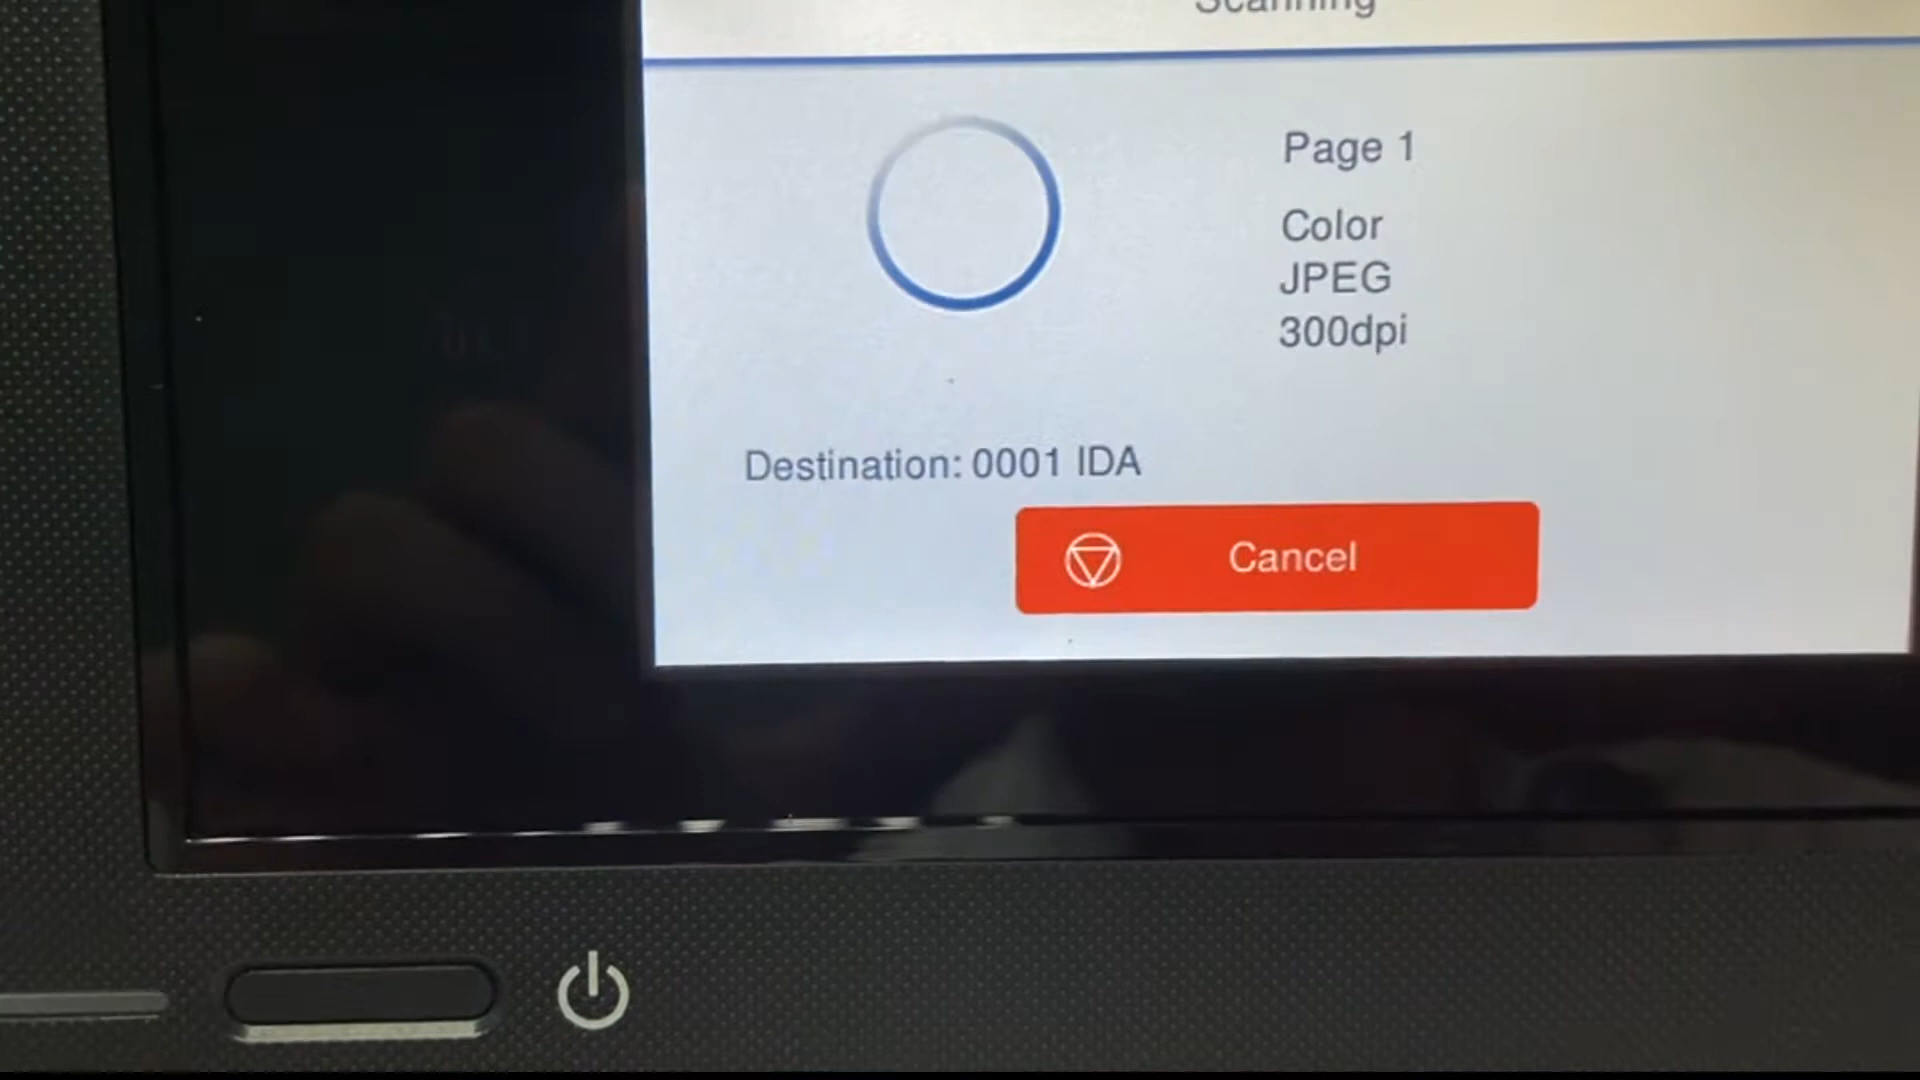 Scanning
Page 1
Color
JPEG
300dpi
Destination: 0001 IDA
Cancel